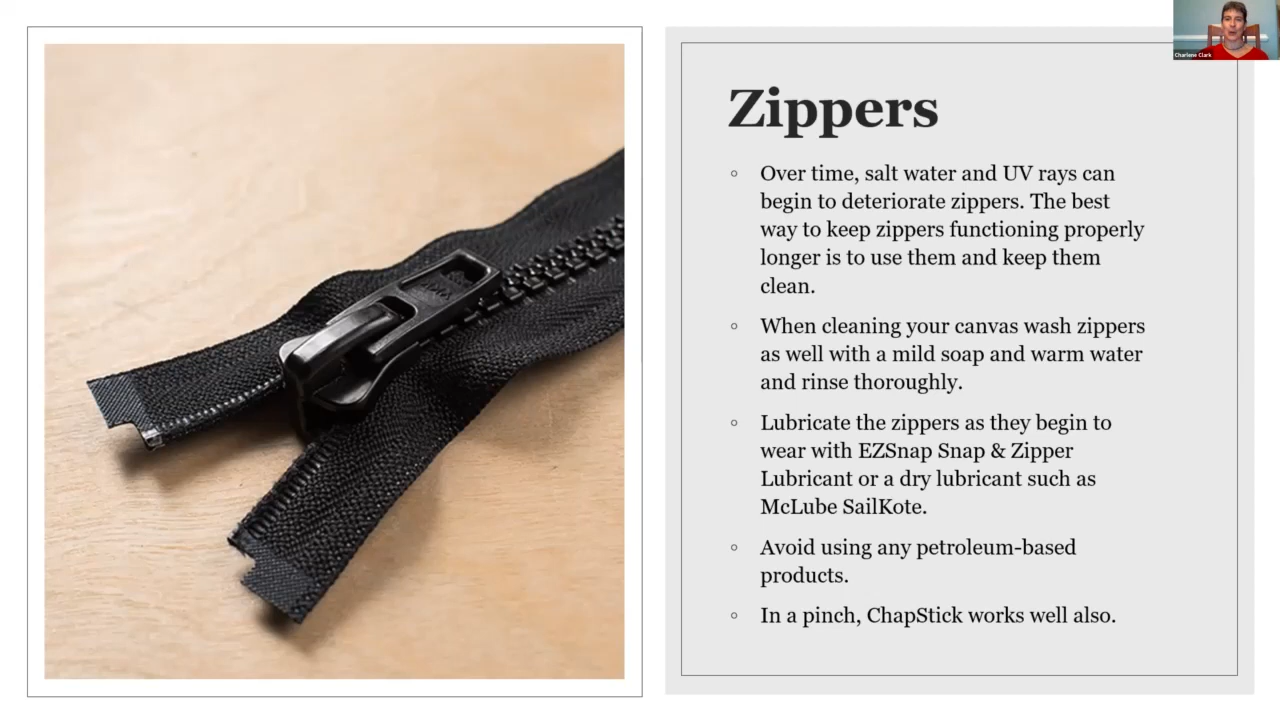 Charlene Clark
Zippers
◦ Over time, salt water and UV rays can
begin to deteriorate zippers. The best
way to keep zippers functioning properly
longer is to use them and keep them
clean.
◦ When cleaning your canvas wash zippers
as well with a mild soap and warm water
and rinse thoroughly.
◦ Lubricate the zippers as they begin to
wear with EZSnap Snap & Zipper
Lubricant or a dry lubricant such as
McLube SailKote.
◦ Avoid using any petroleum-based
products.
◦ In a pinch, ChapStick works well also.